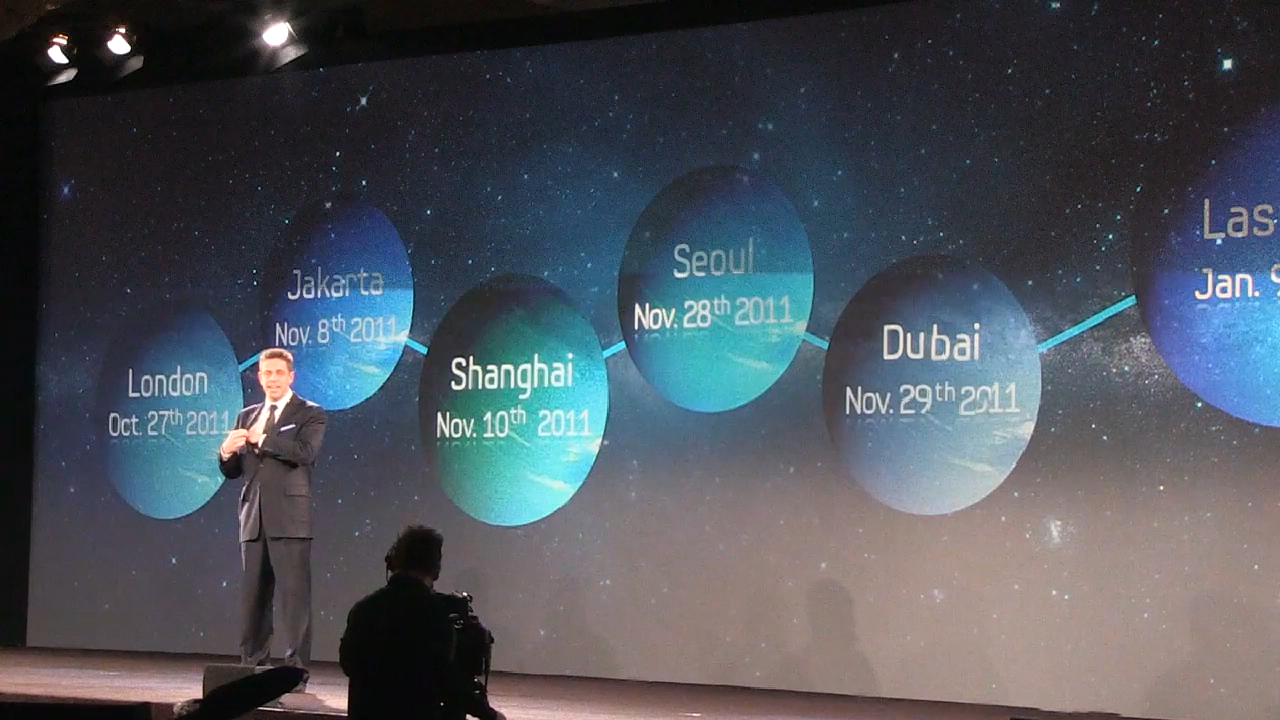 London
Oct. 27th 2011
Jakarta
Nov. 8th 2011
Shanghai
Nov. 10th 2011
Seoul
Nov. 28th 2011
Dubai
Nov. 29th 2011
Las
Jan.